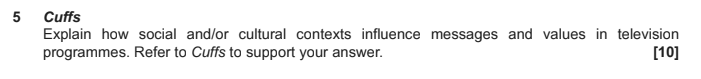 5 Cuffs
Explain how social and/or cultural contexts influence messages and values in television
programmes. Refer to Cuffs to support your answer. [10]